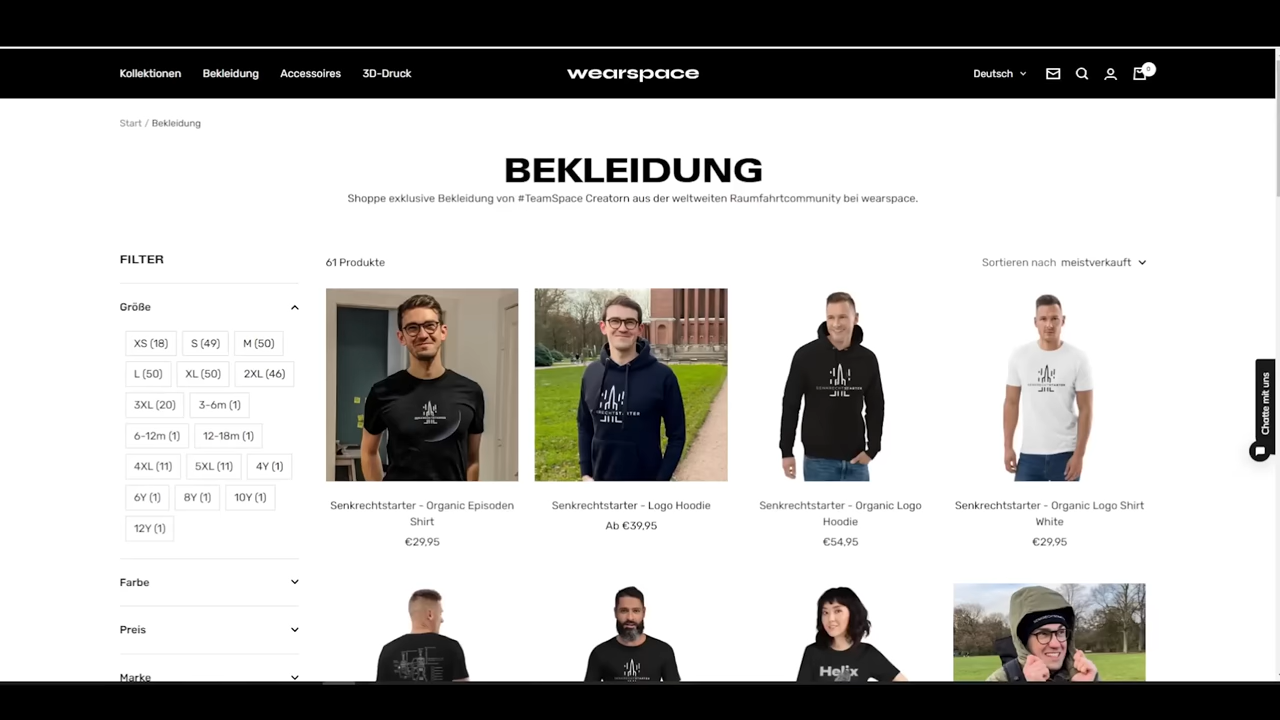 Kollektionen Bekleidung Accessoires 3D-Druck wearspace Deutsch 0
Start / Bekleidung
BEKLEIDUNG
Shoppe exklusive Bekleidung von #TeamSpace Creatorn aus der weltweiten Raumfahrtcommunity bei wearspace.
FILTER
61 Produkte
Sortieren nach meistverkauft
Größe
XS (18) S (49) M (50)
L (50) XL (50) 2XL (46)
3XL (20) 3-6m (1)
6-12m (1) 12-18m (1)
4XL (11) 5XL (11) 4Y (1)
6Y (1) 8Y (1) 10Y (1)
12Y (1)
Farbe
Preis
Marke
SENKRECHTSTARTER
SENKRECHTSTARTER
SENKRECHTSTARTER
Senkrechtstarter - Organic Episoden
Shirt
€29,95
Senkrechtstarter - Logo Hoodie
Ab €39,95
Senkrechtstarter - Organic Logo
Hoodie
€54,95
Senkrechtstarter - Organic Logo Shirt
White
€29,95
SENKRECHTSTARTER
Helix
Chatte mit uns